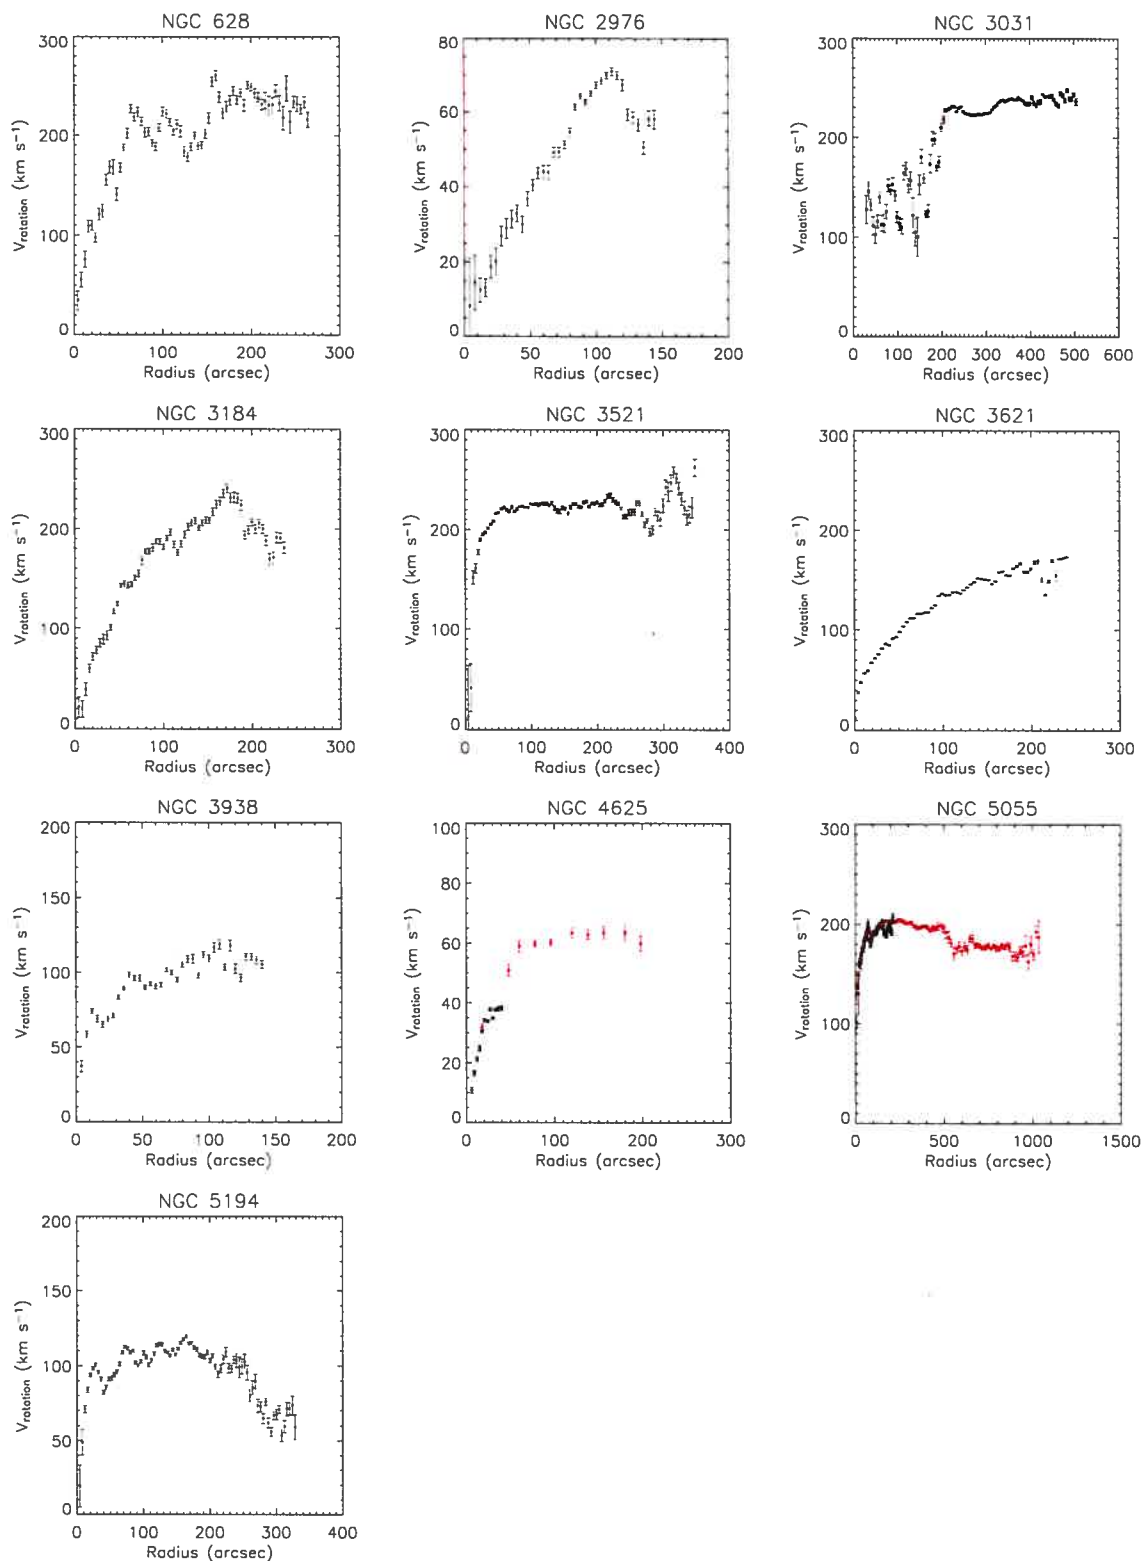 NGC 628
300
200
100
0
V_rotation (km s⁻¹)
0 100 200 300
Radius (arcsec)
NGC 2976
80
60
40
20
0
V_rotation (km s⁻¹)
0 50 100 150 200
Radius (arcsec)
NGC 3031
300
200
100
0
V_rotation (km s⁻¹)
0 100 200 300 400 500 600
Radius (arcsec)
NGC 3184
300
200
100
0
V_rotation (km s⁻¹)
0 100 200 300
Radius (arcsec)
NGC 3521
300
200
100
0
V_rotation (km s⁻¹)
0 100 200 300 400
Radius (arcsec)
NGC 3621
300
200
100
0
V_rotation (km s⁻¹)
0 100 200 300
Radius (arcsec)
NGC 3938
200
150
100
50
0
V_rotation (km s⁻¹)
0 50 100 150 200
Radius (arcsec)
NGC 4625
100
80
60
40
20
0
V_rotation (km s⁻¹)
0 100 200 300
Radius (arcsec)
NGC 5055
300
200
100
0
V_rotation (km s⁻¹)
0 500 1000 1500
Radius (arcsec)
NGC 5194
200
150
100
50
0
V_rotation (km s⁻¹)
0 100 200 300 400
Radius (arcsec)